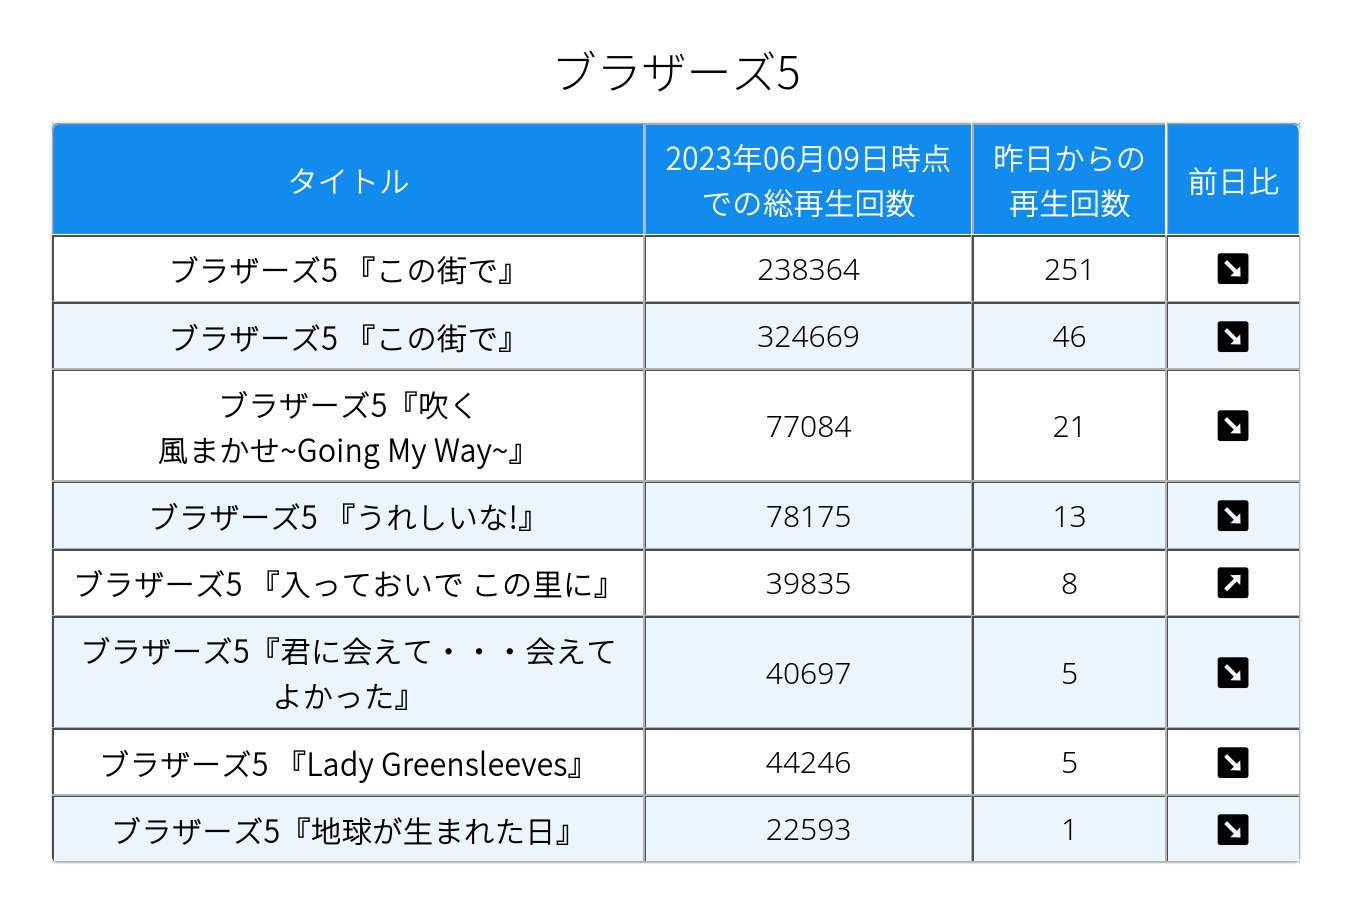 ブラザーズ5
タイトル
2023年06月09日時点
での総再生回数
昨日からの
再生回数
前日比
ブラザーズ5 『この街で』
238364
251
ブラザーズ5 『この街で』
324669
46
ブラザーズ5『吹く
風まかせ~Going My Way~』
77084
21
ブラザーズ5 『うれしいな!』
78175
13
ブラザーズ5 『入っておいで この里に』
39835
8
ブラザーズ5『君に会えて・・・会えて
よかった』
40697
5
ブラザーズ5 『Lady Greensleeves』
44246
5
ブラザーズ5『地球が生まれた日』
22593
1